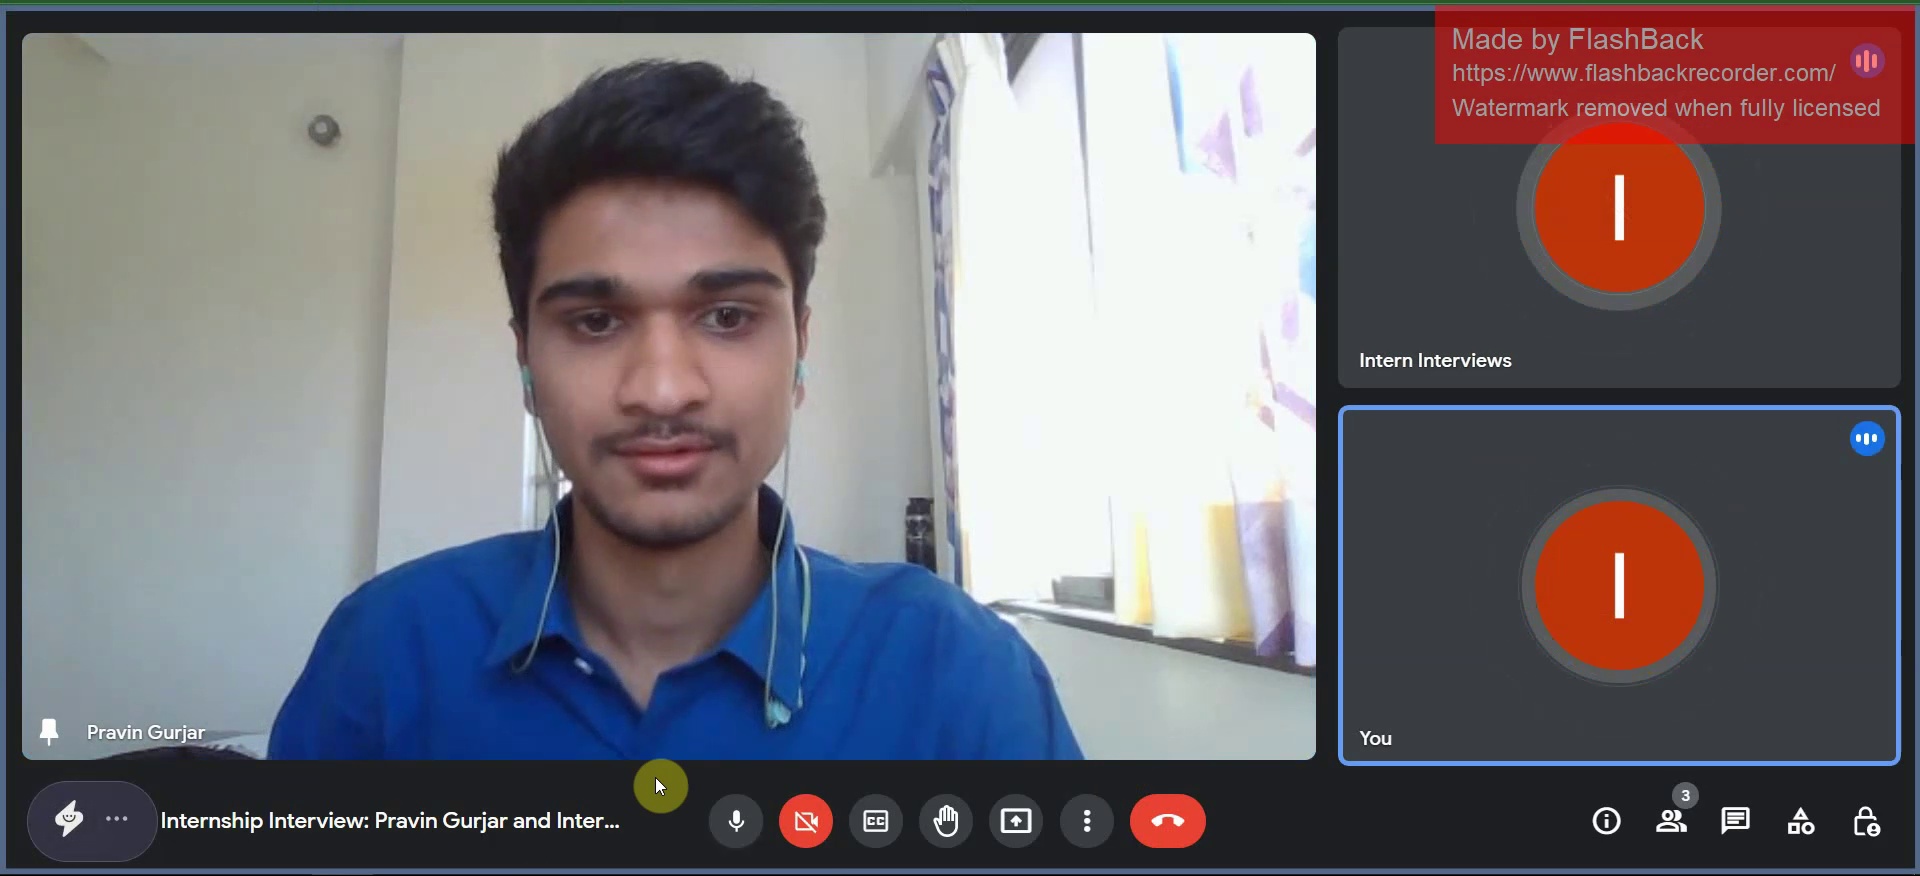 Made by FlashBack
https://www.flashbackrecorder.com/
Watermark removed when fully licensed
I
Intern Interviews
I
You
Pravin Gurjar
Internship Interview: Pravin Gurjar and Inter...
CC
3